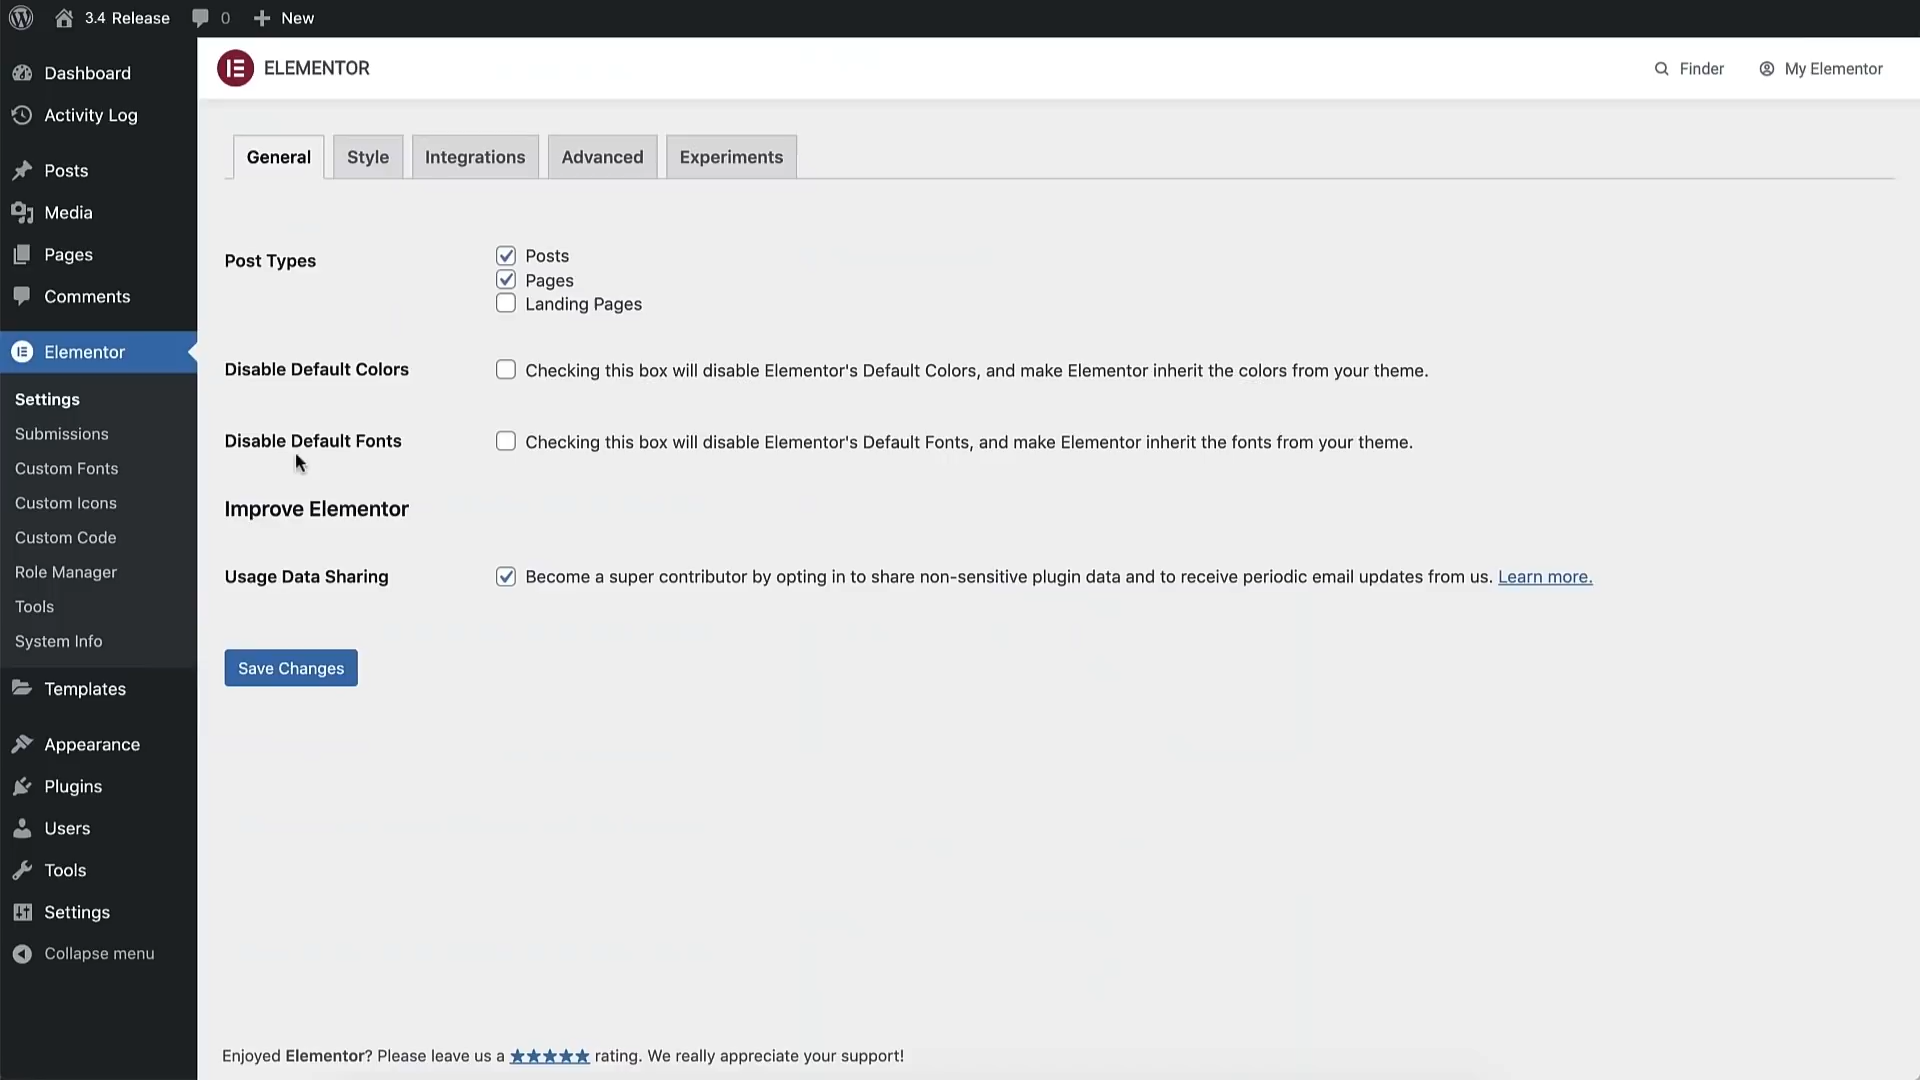 3.4 Release 0 New
Dashboard
Activity Log
Posts
Media
Pages
Comments
Elementor
Settings
Submissions
Custom Fonts
Custom Icons
Custom Code
Role Manager
Tools
System Info
Templates
Appearance
Plugins
Users
Tools
Settings
Collapse menu
ELEMENTOR
Finder My Elementor
General Style Integrations Advanced Experiments
Post Types
Posts
Pages
Landing Pages
Disable Default Colors Checking this box will disable Elementor's Default Colors, and make Elementor inherit the colors from your theme.
Disable Default Fonts Checking this box will disable Elementor's Default Fonts, and make Elementor inherit the fonts from your theme.
Improve Elementor
Usage Data Sharing Become a super contributor by opting in to share non-sensitive plugin data and to receive periodic email updates from us. Learn more.
Save Changes
Enjoyed Elementor? Please leave us a ★★★★★ rating. We really appreciate your support!